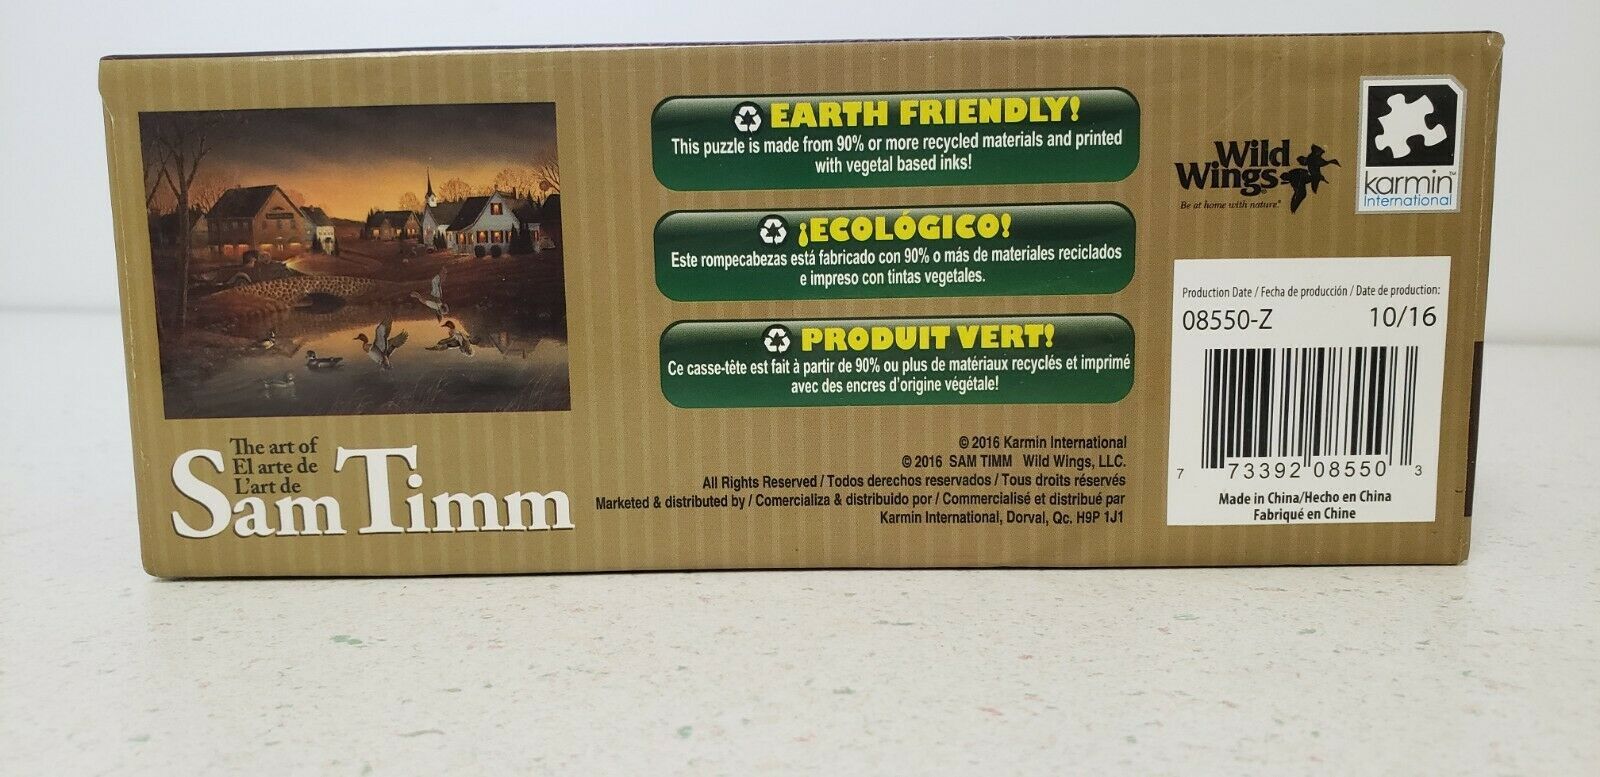 EARTH FRIENDLY!
This puzzle is made from 90% or more recycled materials and printed
with vegetal based inks!
¡ECOLÓGICO!
Este rompecabezas está fabricado con 90% o más de materiales reciclados
e impreso con tintas vegetales.
PRODUIT VERT!
Ce casse-tête est fait à partir de 90% ou plus de matériaux recyclés et imprimé
avec des encres d'origine végétale!
The art of
El arte de
L'art de
Sam Timm
© 2016 Karmin International
© 2016 SAM TIMM Wild Wings, LLC.
All Rights Reserved / Todos derechos reservados / Tous droits réservés
Marketed & distributed by / Comercializa & distribuido por / Commercialisé et distribué par
Karmin International, Dorval, Qc. H9P 1J1
Wild
Wings®
Be at home with nature.®
karmin™
International
Production Date / Fecha de producción / Date de production:
08550-Z 10/16
7 73392 08550 3
Made in China/Hecho en China
Fabriqué en Chine